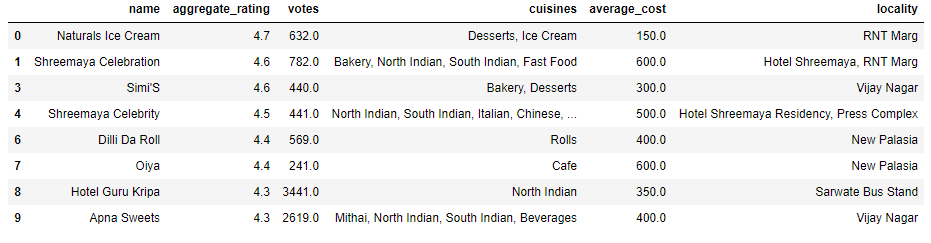 name aggregate_rating votes cuisines average_cost locality
0 Naturals Ice Cream 4.7 632.0 Desserts, Ice Cream 150.0 RNT Marg
1 Shreemaya Celebration 4.6 782.0 Bakery, North Indian, South Indian, Fast Food 600.0 Hotel Shreemaya, RNT Marg
3 Simi'S 4.6 440.0 Bakery, Desserts 300.0 Vijay Nagar
4 Shreemaya Celebrity 4.5 441.0 North Indian, South Indian, Italian, Chinese, ... 500.0 Hotel Shreemaya Residency, Press Complex
6 Dilli Da Roll 4.4 569.0 Rolls 400.0 New Palasia
7 Oiya 4.4 241.0 Cafe 600.0 New Palasia
8 Hotel Guru Kripa 4.3 3441.0 North Indian 350.0 Sarwate Bus Stand
9 Apna Sweets 4.3 2619.0 Mithai, North Indian, South Indian, Beverages 400.0 Vijay Nagar